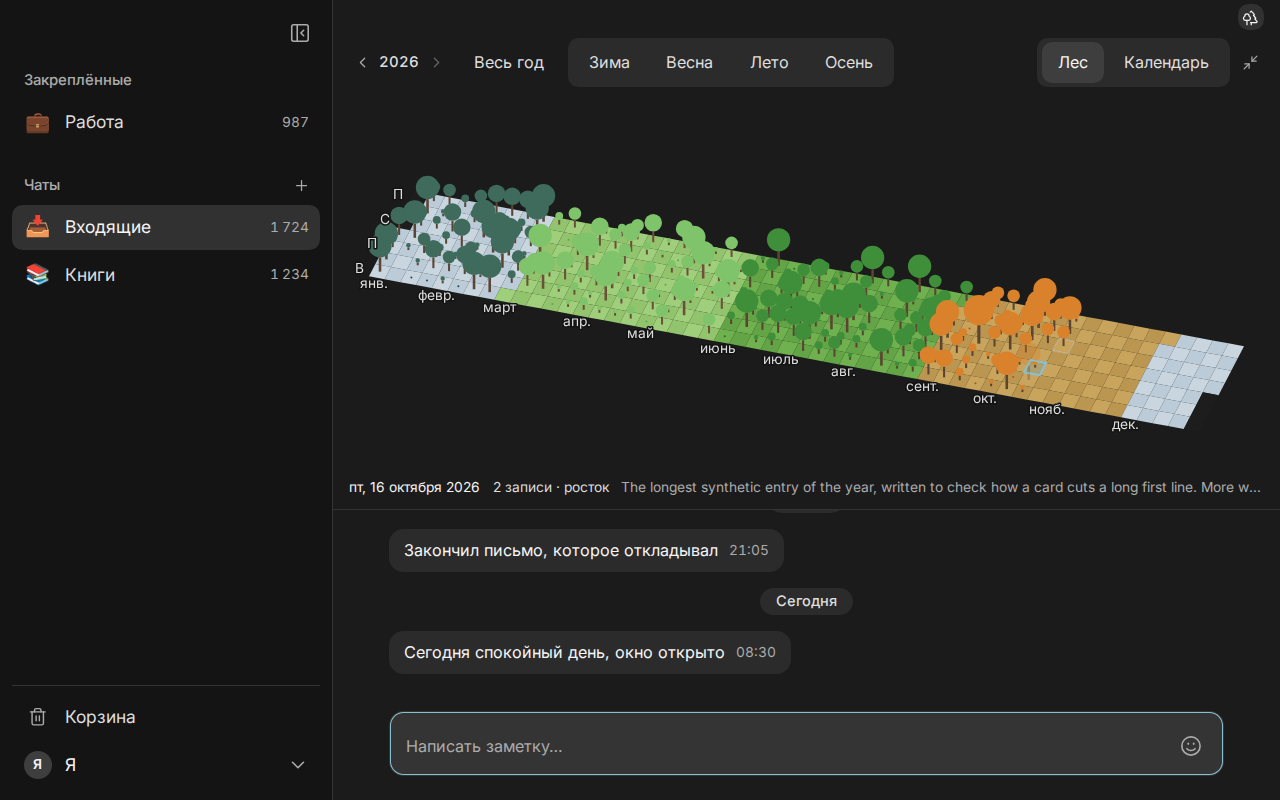 Закреплённые
Работа 987
Чаты
Входящие 1 724
Книги 1 234
Корзина
Я Я
2026 Весь год Зима Весна Лето Осень Лес Календарь
П
С
П
В
янв.
февр.
март
апр.
май
июнь
июль
авг.
сент.
окт.
нояб.
дек.
пт, 16 октября 2026 2 записи · росток The longest synthetic entry of the year, written to check how a card cuts a long first line. More w...
Закончил письмо, которое откладывал 21:05
Сегодня
Сегодня спокойный день, окно открыто 08:30
Написать заметку...